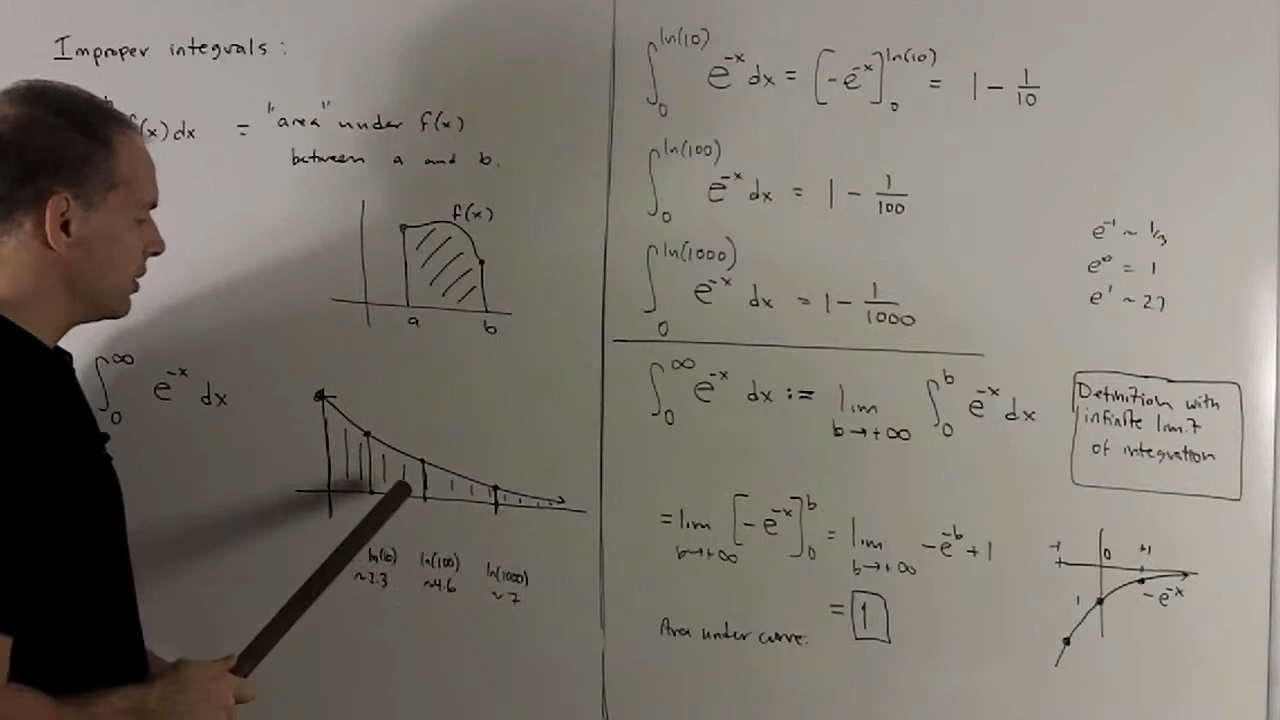 Improper integrals:
f(x) dx = "area" under f(x)
between a and b.
f(x)
a b
∫₀^∞ e^{-x} dx
ln(10) ln(100) ln(1000)
~2.3 ~4.6 ~7
∫₀^{ln(10)} e^{-x} dx = [-e^{-x}]₀^{ln(10)} = 1 - 1/10
∫₀^{ln(100)} e^{-x} dx = 1 - 1/100
∫₀^{ln(1000)} e^{-x} dx = 1 - 1/1000
e^{-1} ~ 1/3
e^0 = 1
e^1 ~ 2.7
∫₀^∞ e^{-x} dx := lim_{b→+∞} ∫₀^b e^{-x} dx
Definition with
infinite limit
of integration
= lim_{b→+∞} [-e^{-x}]₀^b = lim_{b→+∞} -e^{-b} + 1
= 1
Area under curve.
-1 0 +1
1
-e^{-x}